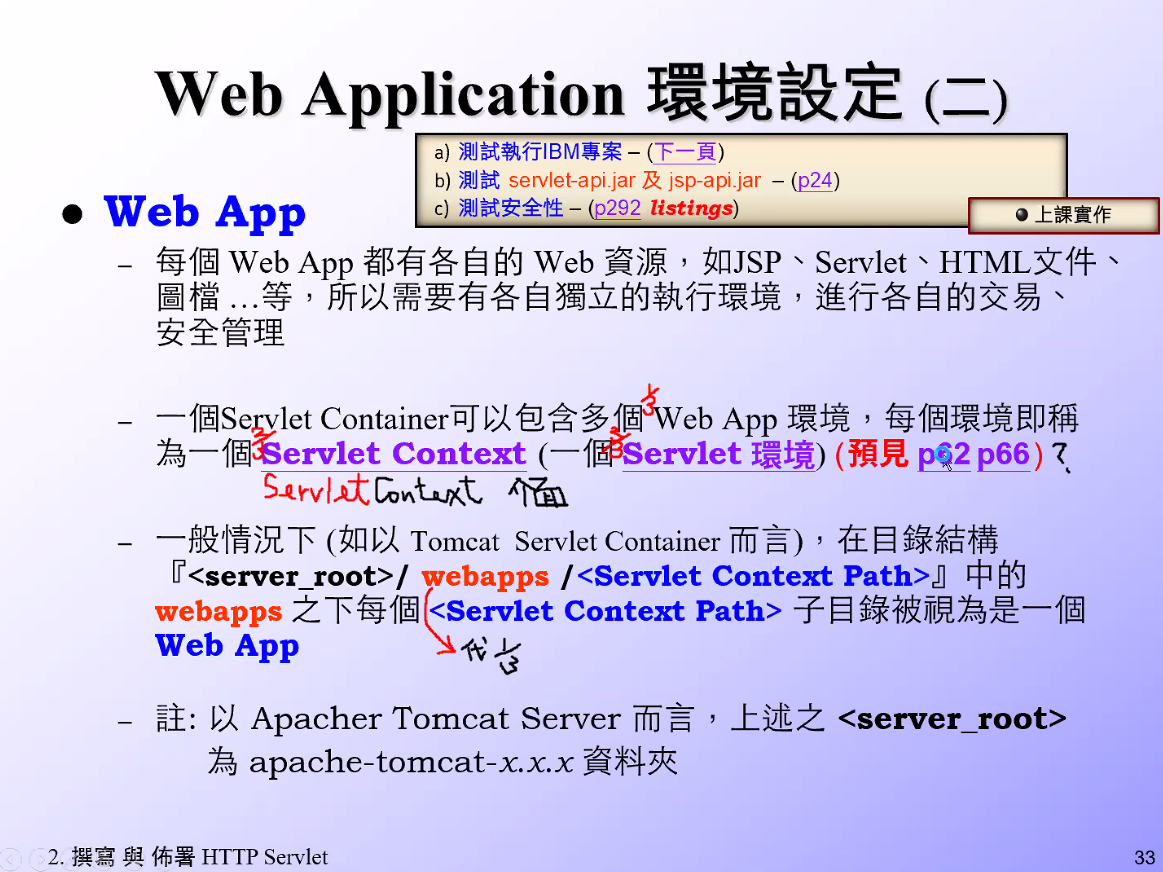 Web Application 環境設定 (二)
a) 測試執行IBM專案 – (下一頁)
b) 測試 servlet-api.jar 及 jsp-api.jar – (p24)
c) 測試安全性 – (p292 listings)
上課實作
Web App
– 每個 Web App 都有各自的 Web 資源，如JSP、Servlet、HTML文件、
圖檔 …等，所以需要有各自獨立的執行環境，進行各自的交易、
安全管理
– 一個Servlet Container可以包含多個 Web App 環境，每個環境即稱
為一個 Servlet Context (一個 Servlet 環境) (預見 p62 p66)?
Servlet Context 介面
– 一般情況下 (如以 Tomcat Servlet Container 而言)，在目錄結構
『<server_root>/ webapps /<Servlet Context Path>』中的
webapps 之下每個 <Servlet Context Path> 子目錄被視為是一個
Web App
– 註: 以 Apacher Tomcat Server 而言，上述之 <server_root>
為 apache-tomcat-x.x.x 資料夾
2. 撰寫 與 佈署 HTTP Servlet
33